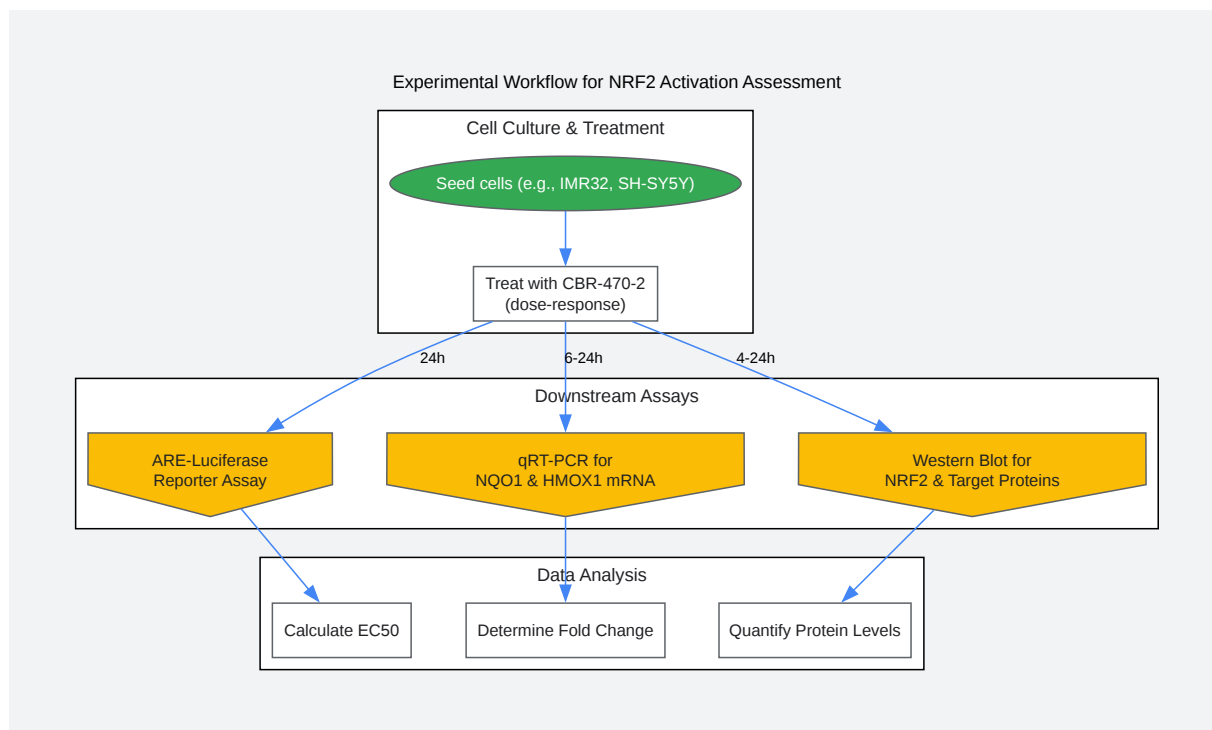 Experimental Workflow for NRF2 Activation Assessment
Cell Culture & Treatment
Seed cells (e.g., IMR32, SH-SY5Y)
Treat with CBR-470-2
(dose-response)
24h
6-24h
4-24h
Downstream Assays
ARE-Luciferase
Reporter Assay
qRT-PCR for
NQO1 & HMOX1 mRNA
Western Blot for
NRF2 & Target Proteins
Data Analysis
Calculate EC50
Determine Fold Change
Quantify Protein Levels